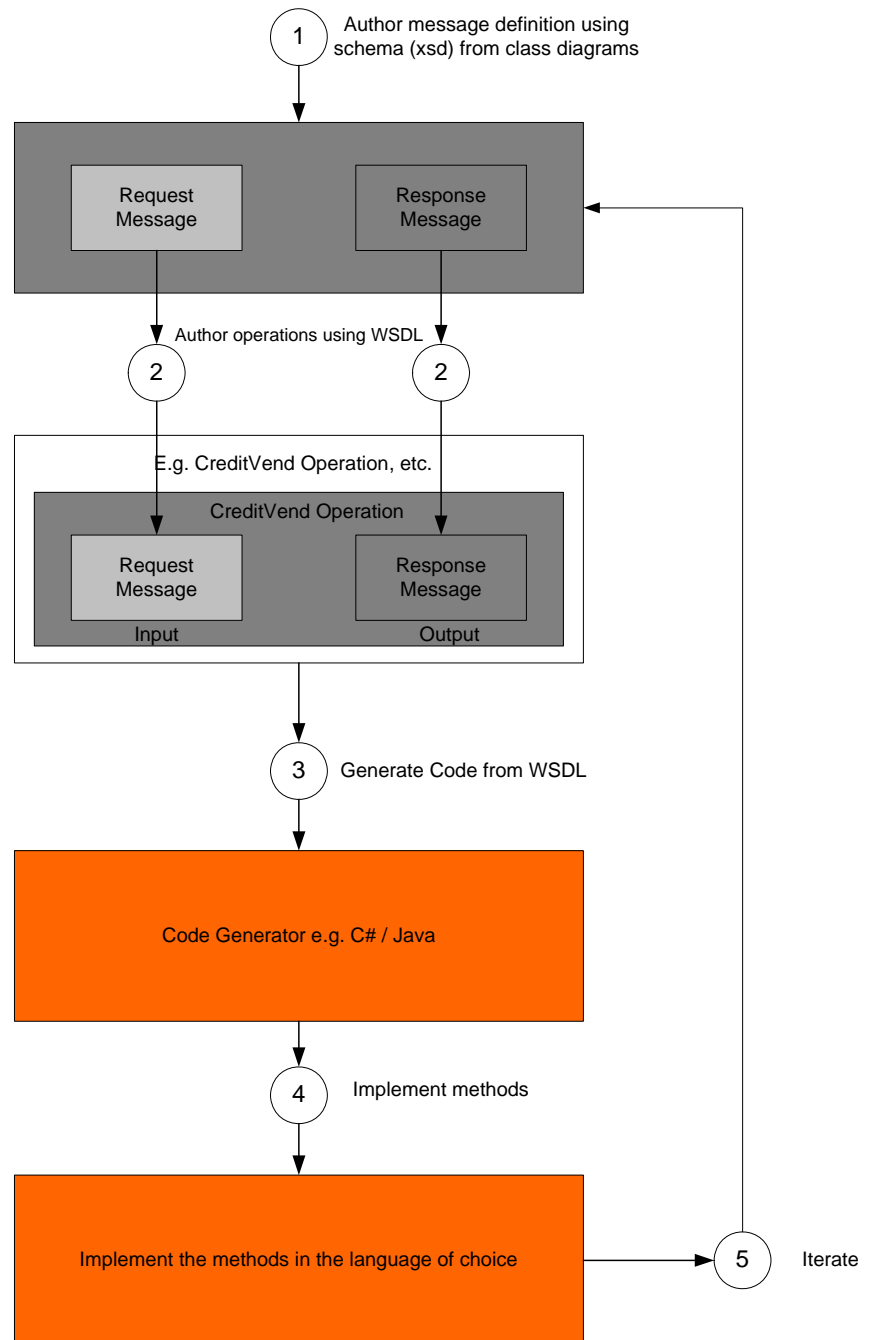 1
Author message definition using
schema (xsd) from class diagrams
Request
Message
Response
Message
Author operations using WSDL
2
2
E.g. CreditVend Operation, etc.
CreditVend Operation
Request
Message
Response
Message
Input
Output
3
Generate Code from WSDL
Code Generator e.g. C# / Java
4
Implement methods
Implement the methods in the language of choice
5
Iterate